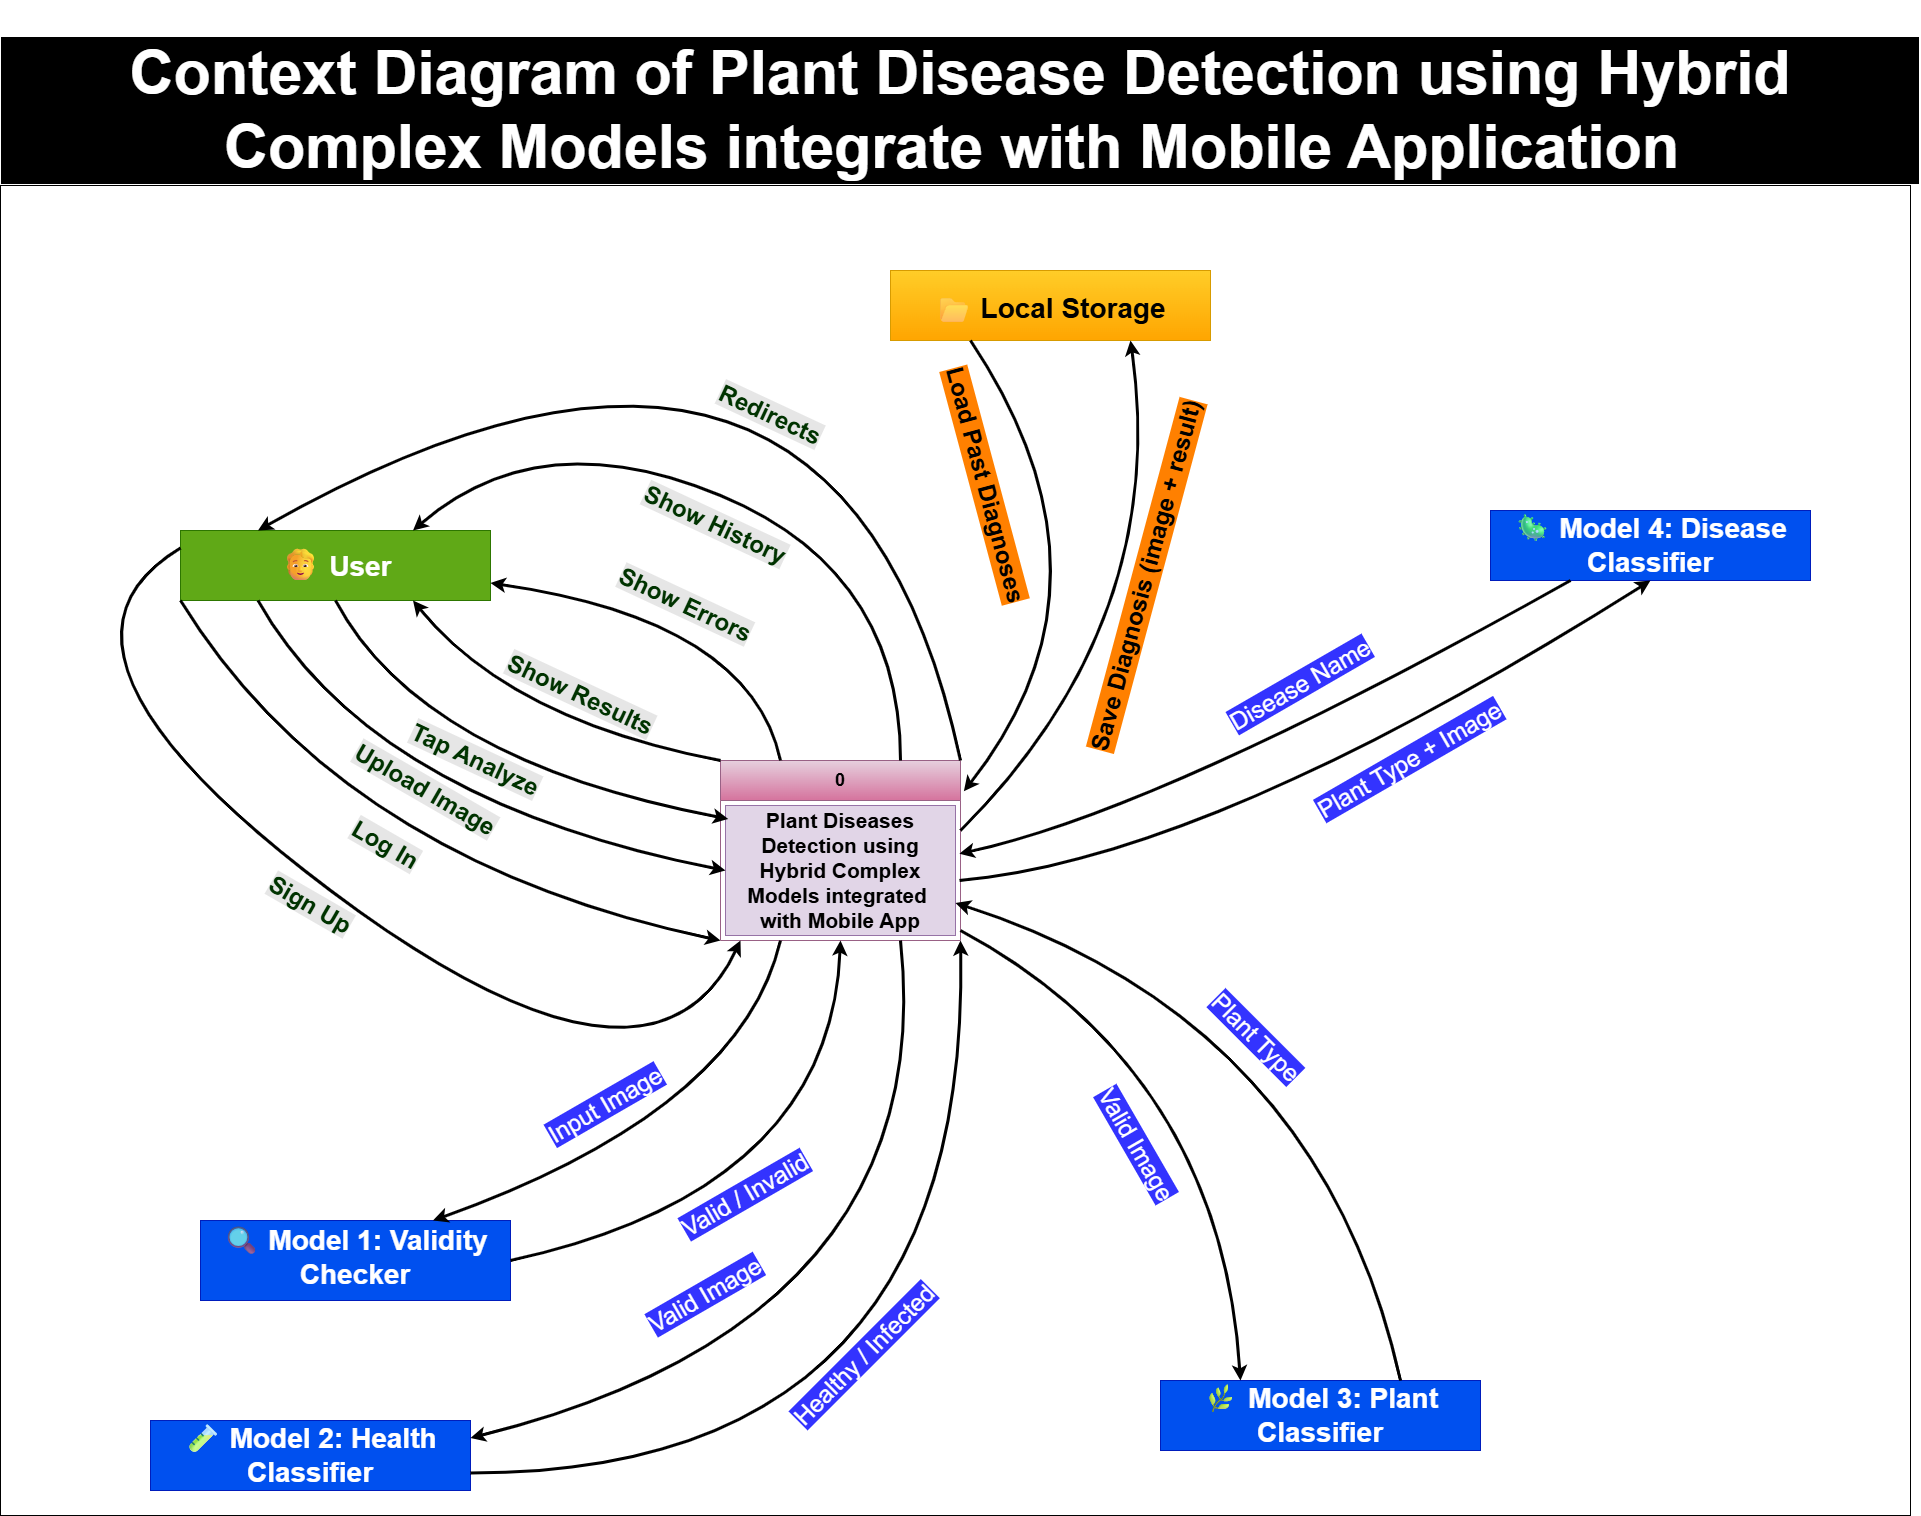 Context Diagram of Plant Disease Detection using Hybrid
Complex Models integrate with Mobile Application
Local Storage
Redirects
Load Past Diagnoses
Save Diagnosis (image + result)
Show History
User
Model 4: Disease
Classifier
Show Errors
Show Results
Disease Name
Plant Type + Image
Tap Analyze
Upload Image
Log In
Sign Up
0
Plant Diseases
Detection using
Hybrid Complex
Models integrated
with Mobile App
Input Image
Plant Type
Valid Image
Valid / Invalid
Model 1: Validity
Checker
Valid Image
Healthy / Infected
Model 3: Plant
Classifier
Model 2: Health
Classifier